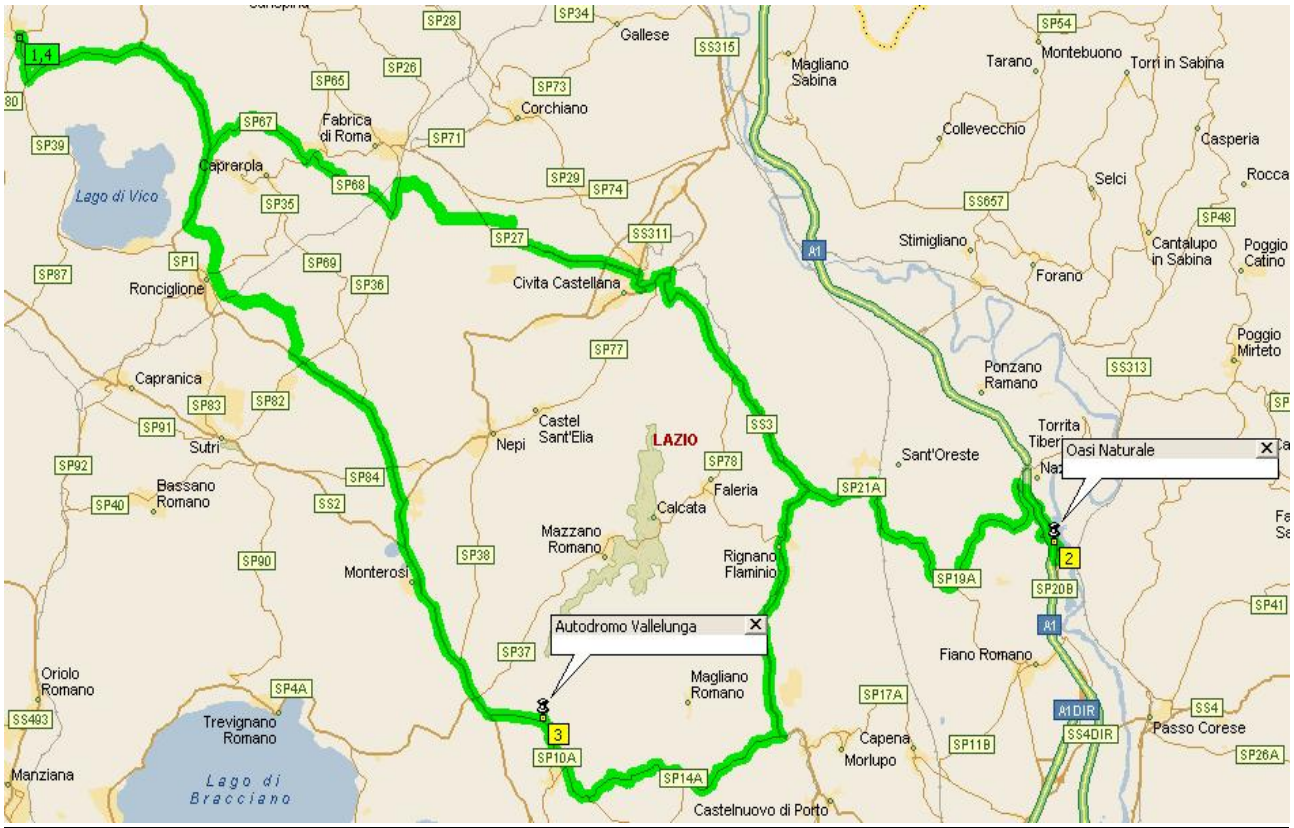 SP28
SP34
Gallese
SS315
SP54
Montebuono
Magliano
Sabina
Tarano
Torri in Sabina
1,4
80
SP65
SP26
SP73
Corchiano
SP67
Fabrica
di Roma
SP71
Collevecchio
Casperia
SP39
Lago di Vico
Caprarola
SP68
SP29
SP74
Selci
Rocca
SP35
SS657
SP48
SP27
SS311
A1
Stimigliano
Cantalupo
in Sabina
Poggio
Catino
SP87
SP1
SP69
SP36
Ronciglione
Civita Castellana
Forano
Poggio
Mirteto
SP77
Ponzano
Ramano
SS313
Capranica
SP83
SP82
SP91
Sutri
Nepi
Castel
Sant'Elia
LAZIO
SS3
Torrita
Oasi Naturale
SP92
SP84
SP78
Sant'Oreste
SP21A
Bassano
Romano
SP40
SS2
Faleria
Calcata
Mazzano
Romano
Rignano
Flaminio
2
SP90
SP38
Monterosi
SP19A
SP20B
SP41
Autodromo Vallelunga
A1
SP37
Fiano Romano
Oriolo
Romano
SP4A
Magliano
Romano
SP17A
SS493
Trevignano
Romano
3
A1DIR
SS4
SS4DIR
Passo Corese
SP10A
Capena
SP11B
SP26A
Morlupo
Manziana
Lago di
Bracciano
SP14A
Castelnuovo di Porto